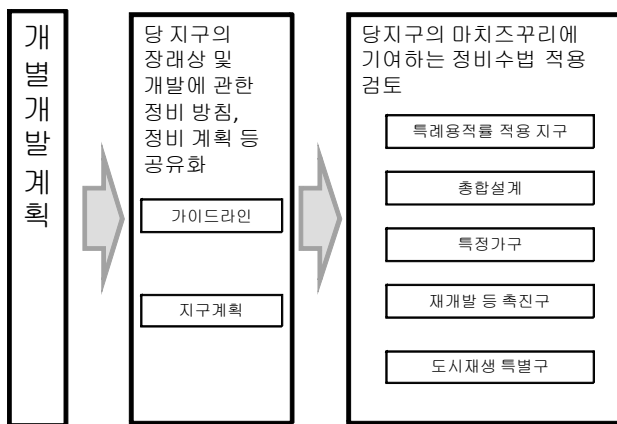 개별개발계획
당 지구의
장래상 및
개발에 관한
정비 방침,
정비 계획 등
공유화
가이드라인
지구계획
당지구의 마치즈꾸리에
기여하는 정비수법 적용
검토
특례용적률 적용 지구
총합설계
특정가구
재개발 등 촉진구
도시재생 특별구